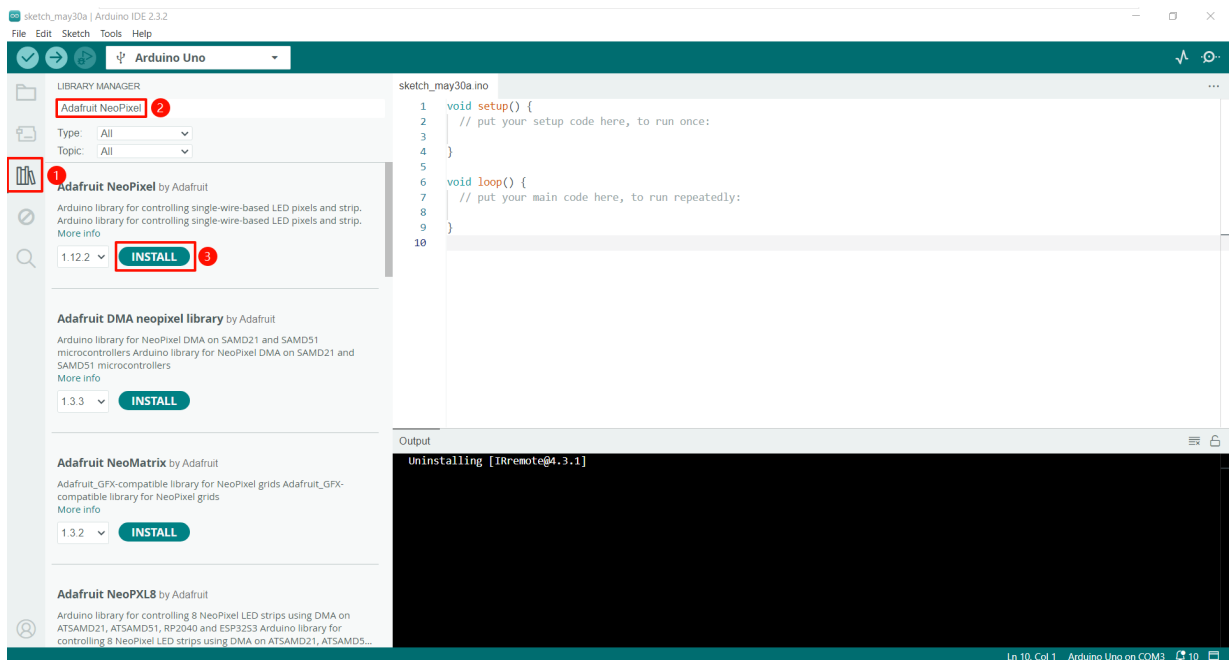 sketch_may30a | Arduino IDE 2.3.2
File Edit Sketch Tools Help
Arduino Uno
LIBRARY MANAGER
Adafruit NeoPixel
2
Type: All
Topic: All
1
Adafruit NeoPixel by Adafruit
Arduino library for controlling single-wire-based LED pixels and strip.
Arduino library for controlling single-wire-based LED pixels and strip.
More info
1.12.2 INSTALL
3
Adafruit DMA neopixel library by Adafruit
Arduino library for NeoPixel DMA on SAMD21 and SAMD51
microcontrollers Arduino library for NeoPixel DMA on SAMD21 and
SAMD51 microcontrollers
More info
1.3.3 INSTALL
Adafruit NeoMatrix by Adafruit
Adafruit_GFX-compatible library for NeoPixel grids Adafruit_GFX-
compatible library for NeoPixel grids
More info
1.3.2 INSTALL
Adafruit NeoPXL8 by Adafruit
Arduino library for controlling 8 NeoPixel LED strips using DMA on
ATSAMD21, ATSAMD51, RP2040 and ESP32S3 Arduino library for
controlling 8 NeoPixel LED strips using DMA on ATSAMD21, ATSAMD5...
sketch_may30a.ino
...
1 void setup() {
2 // put your setup code here, to run once:
3
4 }
5
6 void loop() {
7 // put your main code here, to run repeatedly:
8
9 }
10
Output
Uninstalling [IRremote@4.3.1]
Ln 10, Col 1 Arduino Uno on COM3 10